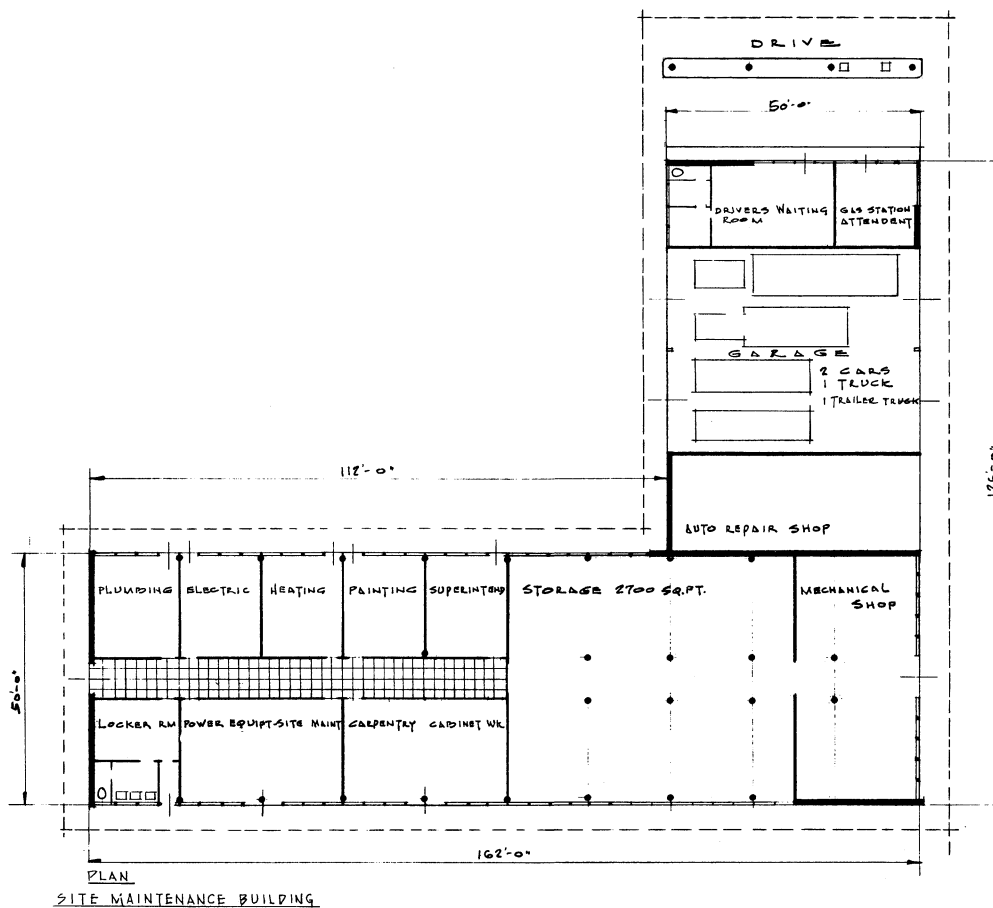 DRIVE
50'-0"
DRIVERS WAITING
ROOM
GAS STATION
ATTENDENT
GARAGE
2 CARS
1 TRUCK
1 TRAILER TRUCK
112'-0"
AUTO REPAIR SHOP
PLUMDING
ELECTRIC
HEATING
PAINTING
SUPERINTEND
STORAGE 2700 SQ.FT.
MECHANICAL
SHOP
50'-0"
LOCKER RM
POWER EQUIPT-SITE MAINT
CARPENTRY CABINET WK
162'-0"
PLAN
SITE MAINTENANCE BUILDING